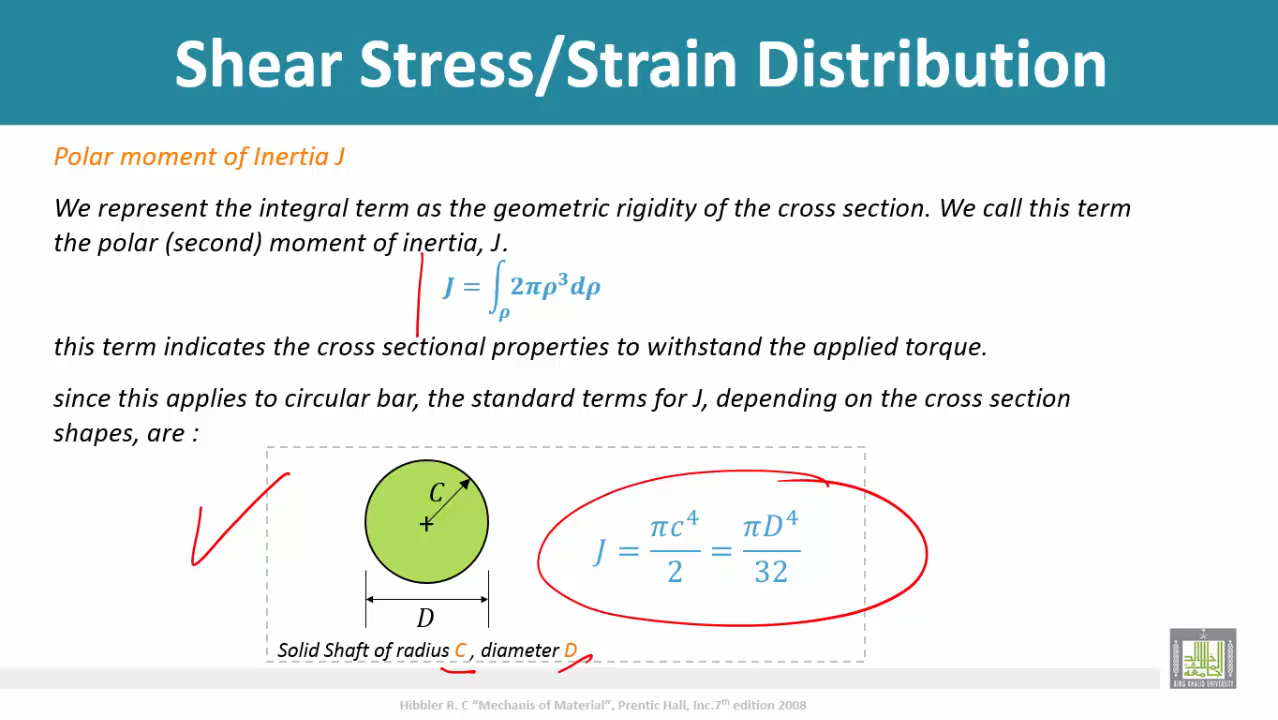 Shear Stress/Strain Distribution
Polar moment of Inertia J
We represent the integral term as the geometric rigidity of the cross section. We call this term
the polar (second) moment of inertia, J.
J = ∫ρ 2πρ³dρ
this term indicates the cross sectional properties to withstand the applied torque.
since this applies to circular bar, the standard terms for J, depending on the cross section
shapes, are :
C
J = πc⁴/2 = πD⁴/32
D
Solid Shaft of radius C , diameter D
KING KHALID UNIVERSITY
Hibbler R. C “Mechanis of Material”, Prentic Hall, Inc.7th edition 2008